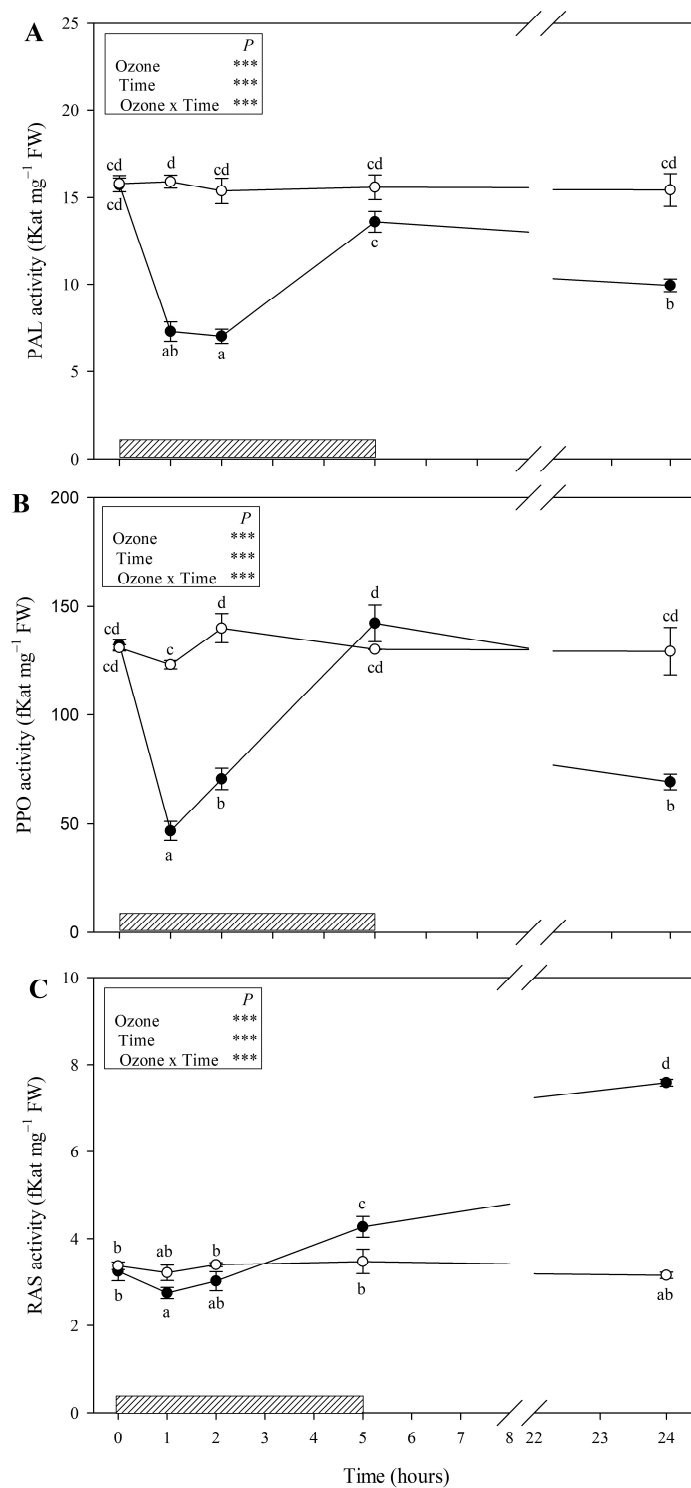 A
25
20
15
10
5
0
PAL activity (fKat mg⁻¹ FW)
P
Ozone ***
Time ***
Ozone x Time ***
cd d cd cd cd
cd
ab a c b
B
200
150
100
50
0
PPO activity (fKat mg⁻¹ FW)
P
Ozone ***
Time ***
Ozone x Time ***
cd c d d cd
cd cd
a b b
C
10
8
6
4
2
0
RAS activity (fKat mg⁻¹ FW)
P
Ozone ***
Time ***
Ozone x Time ***
d
b ab b c
b a ab b ab
0 1 2 3 4 5 6 7 8 22 23 24
Time (hours)